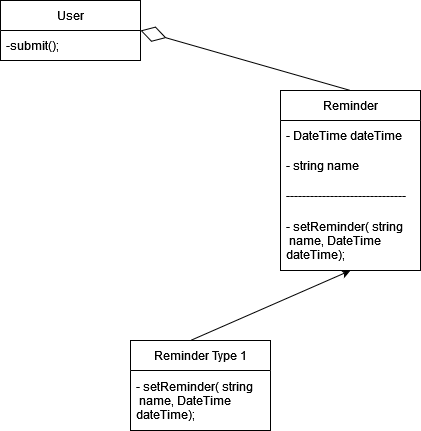 User
-submit();
Reminder
- DateTime dateTime
- string name
------------------------------
- setReminder( string
name, DateTime
dateTime);
Reminder Type 1
- setReminder( string
name, DateTime
dateTime);